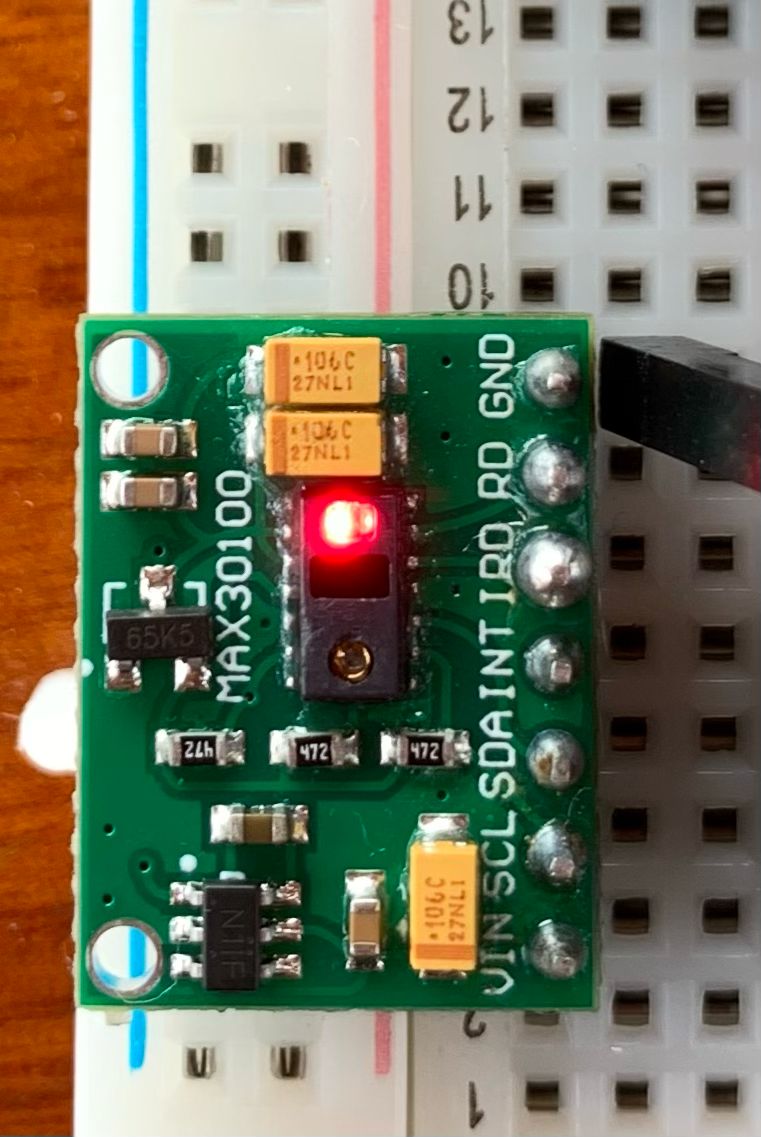 13
12
11
10
GND
RD
IRD
INT
SDA
SCL
VIN
106C
27NL1
106C
27NL1
MAX30100
65K5
472
472
472
106C
27NL1
N11F
2
1